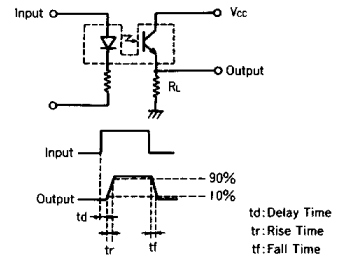 Input
Vcc
Output
RL
Input
Output
90%
10%
td
tr
tf
td: Delay Time
tr: Rise Time
tf: Fall Time